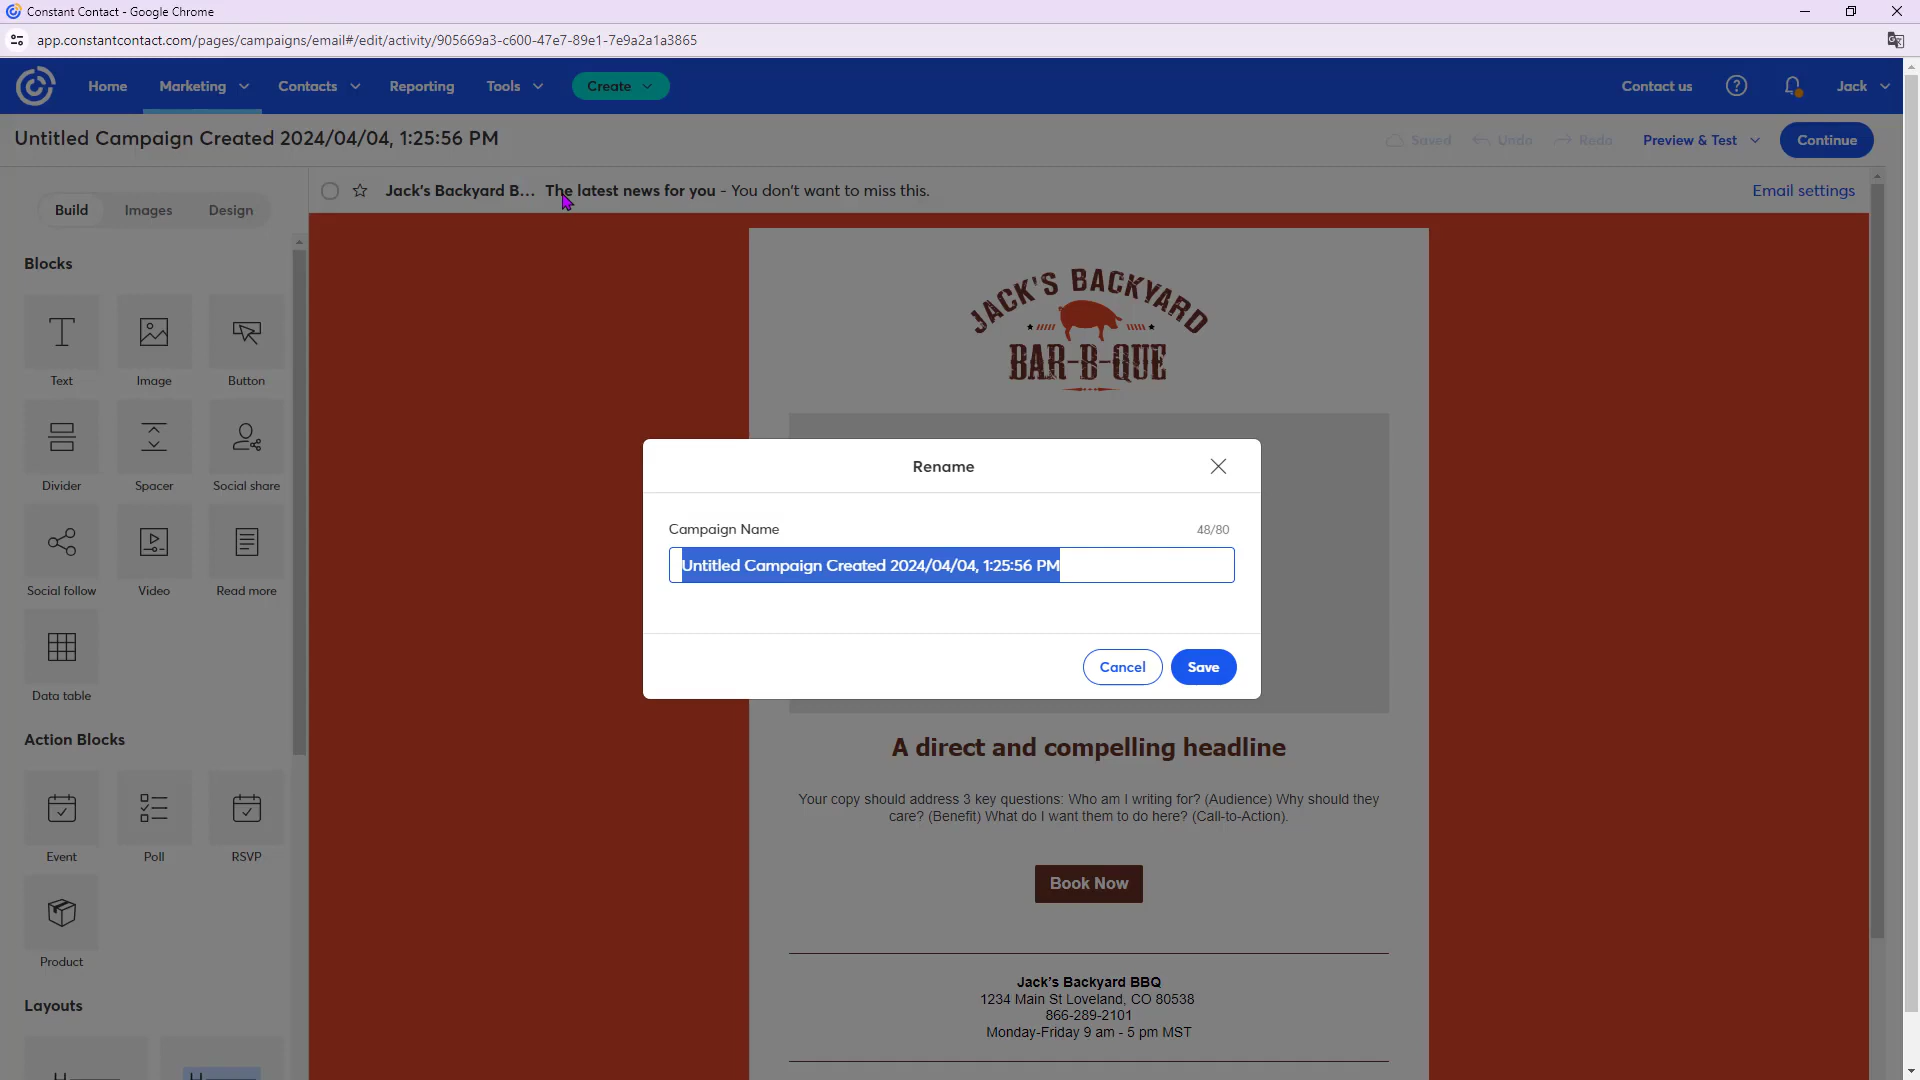 Constant Contact - Google Chrome
app.constantcontact.com/pages/campaigns/email#/edit/activity/905669a3-c600-47e7-89e1-7e9a2a1a3865
Home
Marketing
Contacts
Reporting
Tools
Create
Contact us
Jack
Untitled Campaign Created 2024/04/04, 1:25:56 PM
Saved
Undo
Redo
Preview & Test
Continue
Build
Images
Design
Jack's Backyard B... The latest news for you - You don't want to miss this.
Email settings
Blocks
Text
Image
Button
Divider
Spacer
Social share
Social follow
Video
Read more
Data table
Action Blocks
Event
Poll
RSVP
Product
Layouts
JACK'S BACKYARD
BAR-B-QUE
Rename
Campaign Name
48/80
Untitled Campaign Created 2024/04/04, 1:25:56 PM
Cancel
Save
A direct and compelling headline
Your copy should address 3 key questions: Who am I writing for? (Audience) Why should they
care? (Benefit) What do I want them to do here? (Call-to-Action).
Book Now
Jack's Backyard BBQ
1234 Main St Loveland, CO 80538
866-289-2101
Monday-Friday 9 am - 5 pm MST